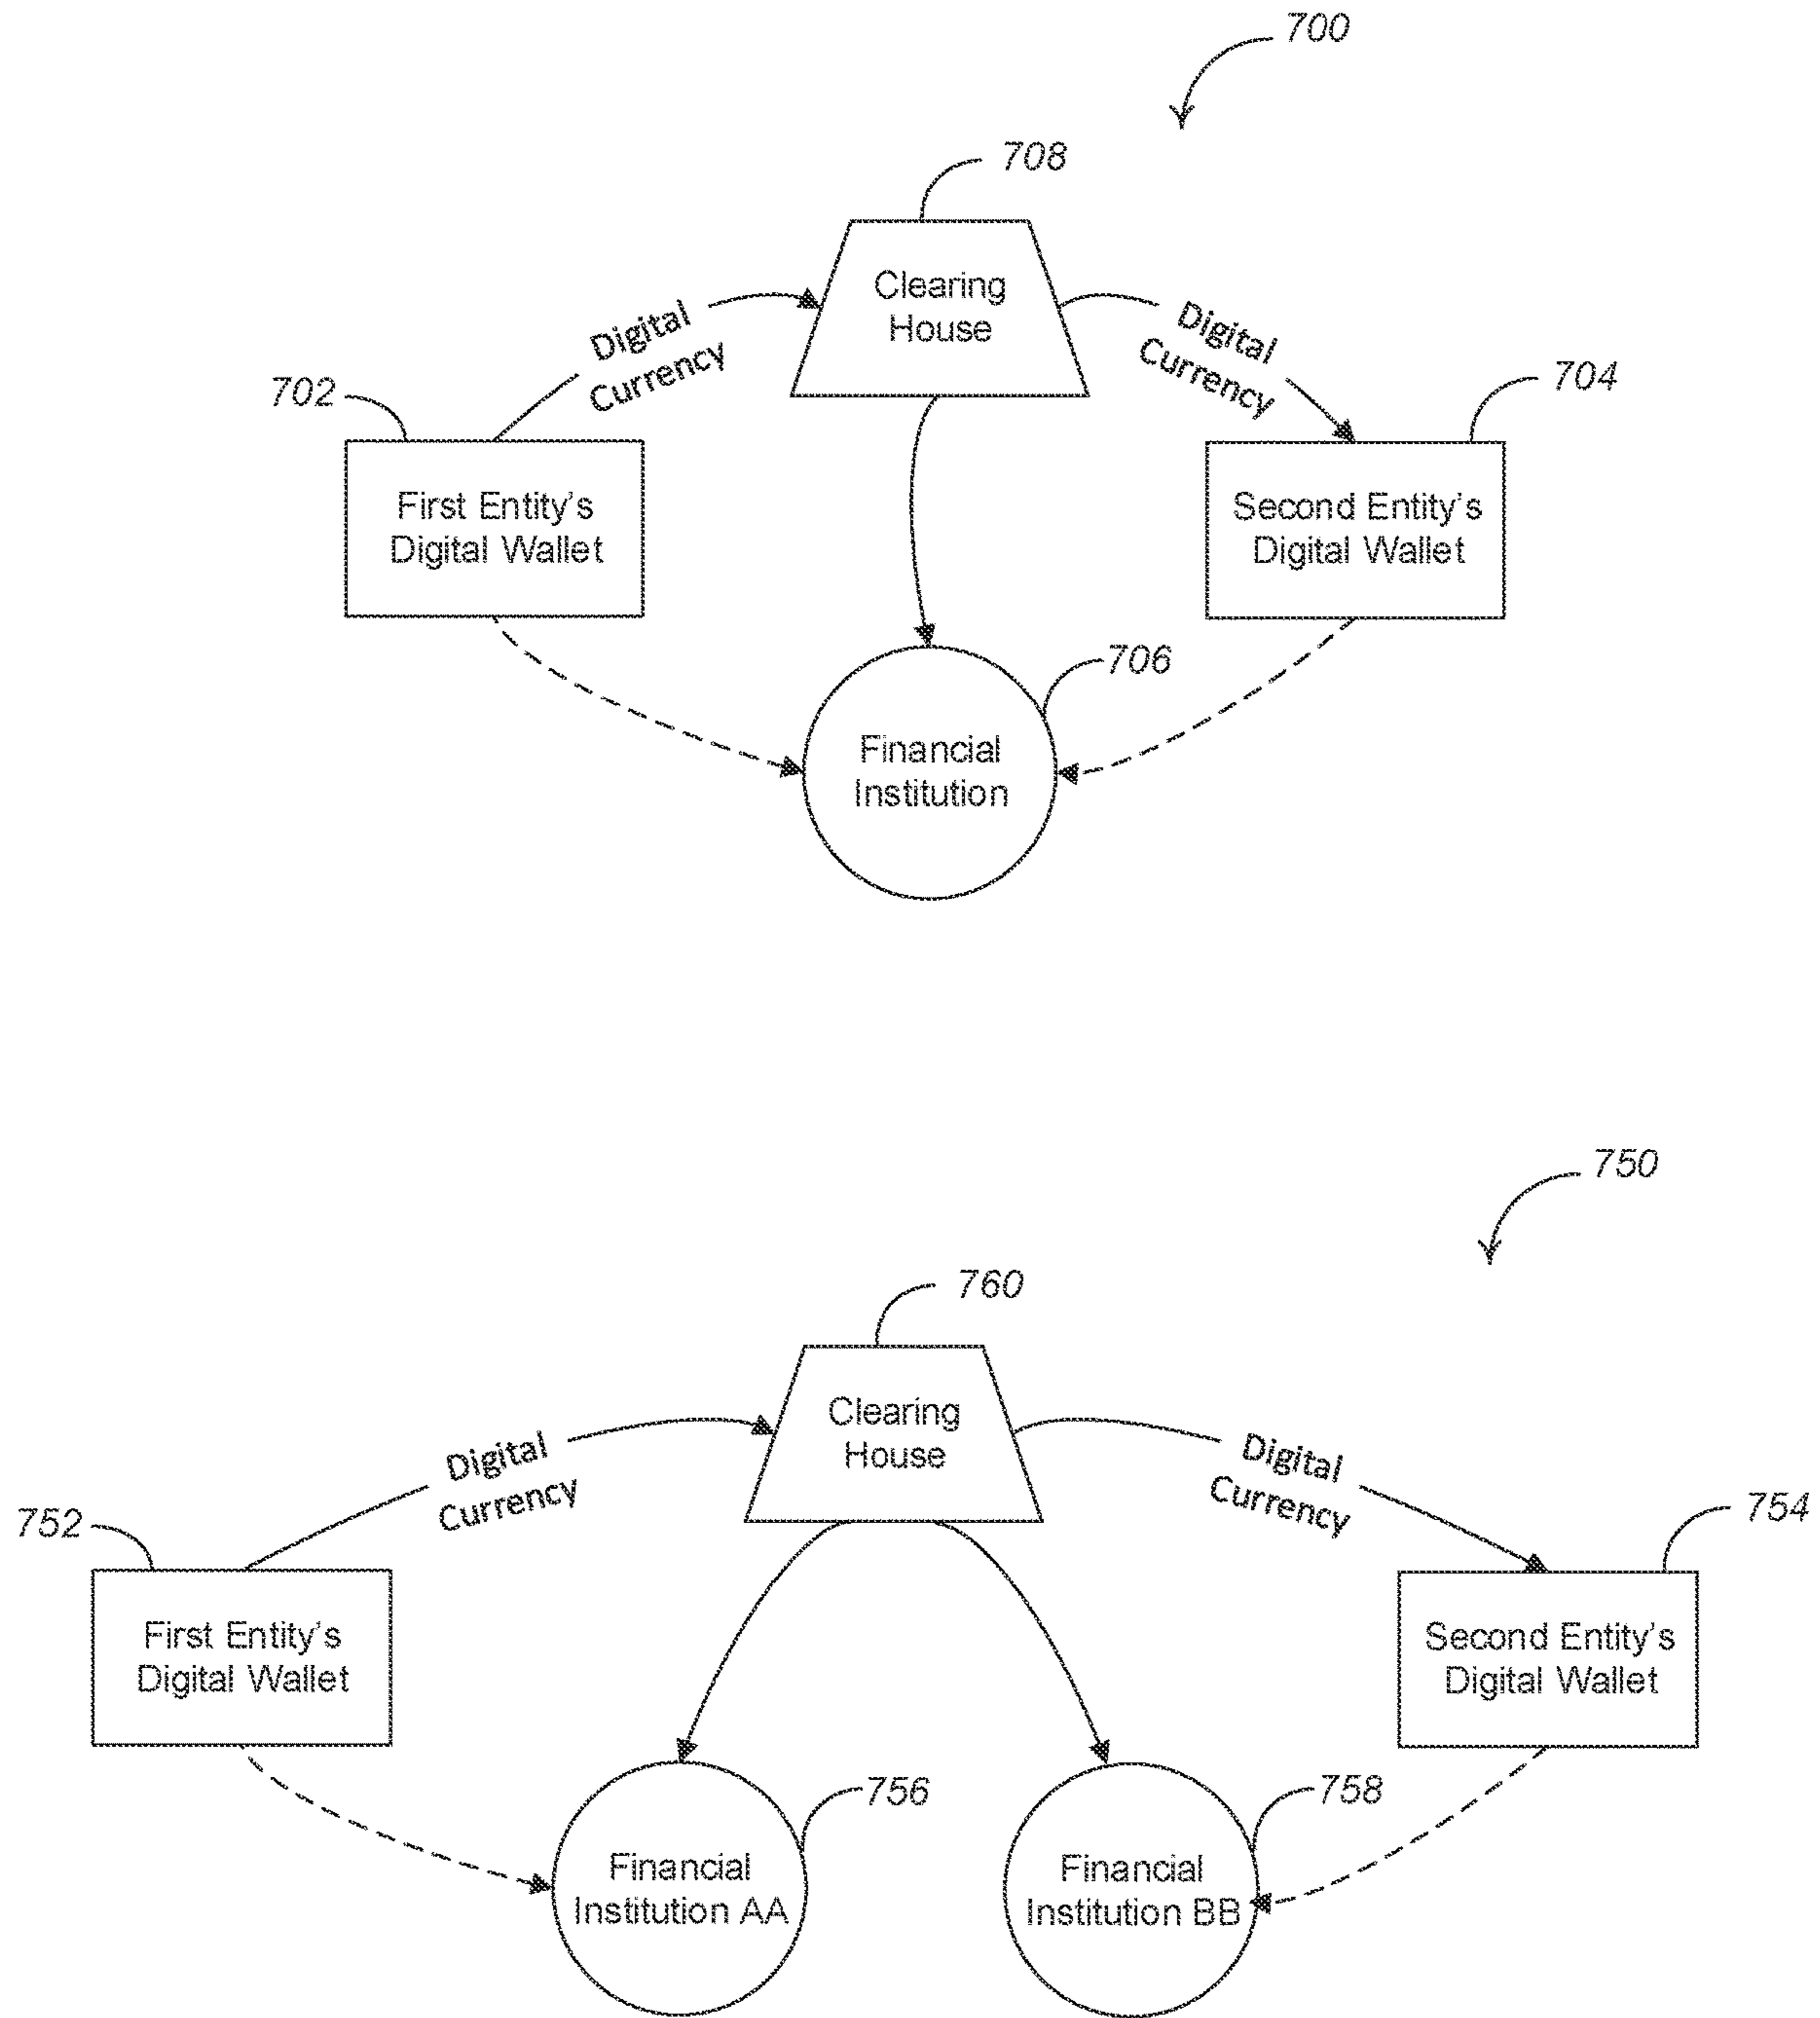 700
708
Clearing
House
Digital
Currency
Digital
Currency
702
704
First Entity's
Digital Wallet
Second Entity's
Digital Wallet
706
Financial
Institution
750
760
Clearing
House
Digital
Currency
Digital
Currency
752
754
First Entity's
Digital Wallet
Second Entity's
Digital Wallet
756
758
Financial
Institution AA
Financial
Institution BB